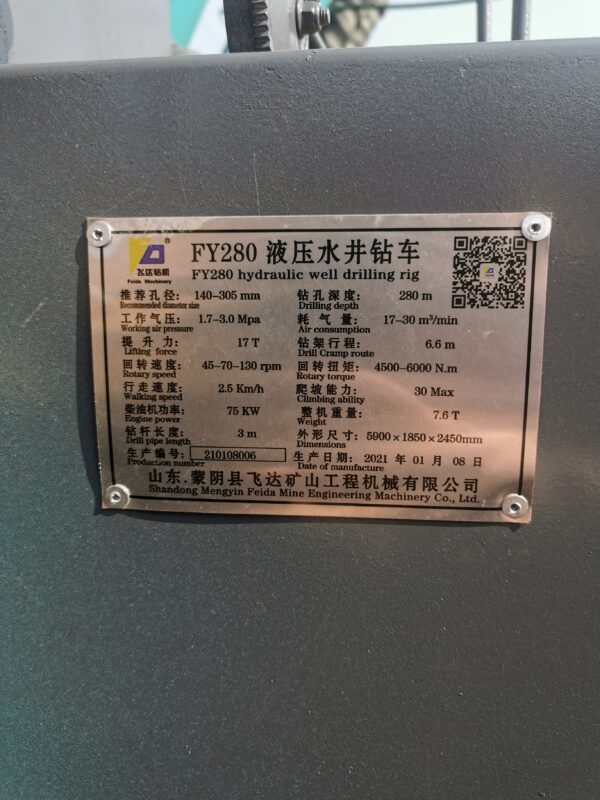 飞达钻机
Feida Machinery
FY280 液压水井钻车
FY280 hydraulic well drilling rig
推荐孔径: 140-305 mm 钻孔深度: 280 m
Recommended diameter size Drilling depth
工作气压: 1.7-3.0 Mpa 耗气量: 17-30 m³/min
Working air pressure Air consumption
提升力: 17 T 钻架行程: 6.6 m
Lifting force Drill Cramp route
回转速度: 45-70-130 rpm 回转扭矩: 4500-6000 N.m
Rotary speed Rotary torque
行走速度: 2.5 Km/h 爬坡能力: 30 Max
Walking speed Climbing ability
柴油机功率: 75 KW 整机重量: 7.6 T
Engine power Weight
钻杆长度: 3 m 外形尺寸: 5900×1850×2450mm
Drill pipe length Dimensions
生产编号: 210108006 生产日期: 2021 年 01 月 08 日
Production number Date of manufacture
山东.蒙阴县飞达矿山工程机械有限公司
Shandong Mengyin Feida Mine Engineering Machinery Co., Ltd.